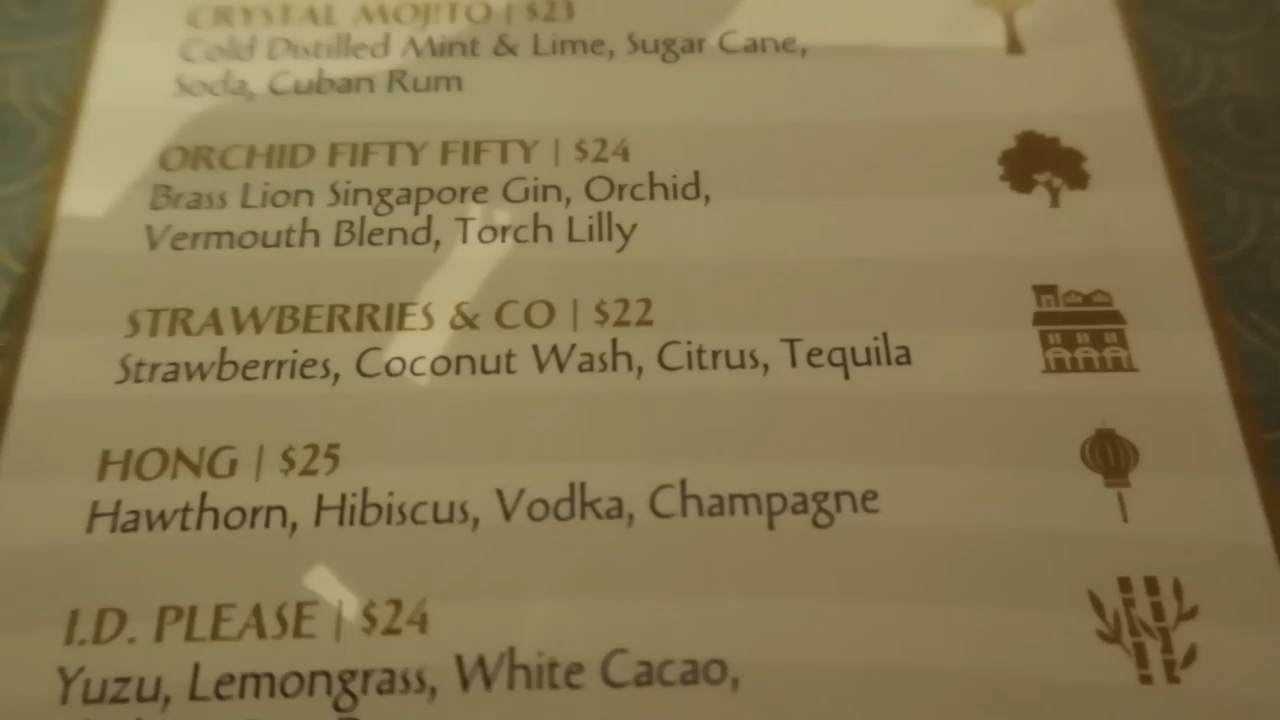 CRYSTAL MOJITO | $23
Cold Distilled Mint & Lime, Sugar Cane,
Soda, Cuban Rum
ORCHID FIFTY FIFTY | $24
Brass Lion Singapore Gin, Orchid,
Vermouth Blend, Torch Lilly
STRAWBERRIES & CO | $22
Strawberries, Coconut Wash, Citrus, Tequila
HONG | $25
Hawthorn, Hibiscus, Vodka, Champagne
I.D. PLEASE | $24
Yuzu, Lemongrass, White Cacao,